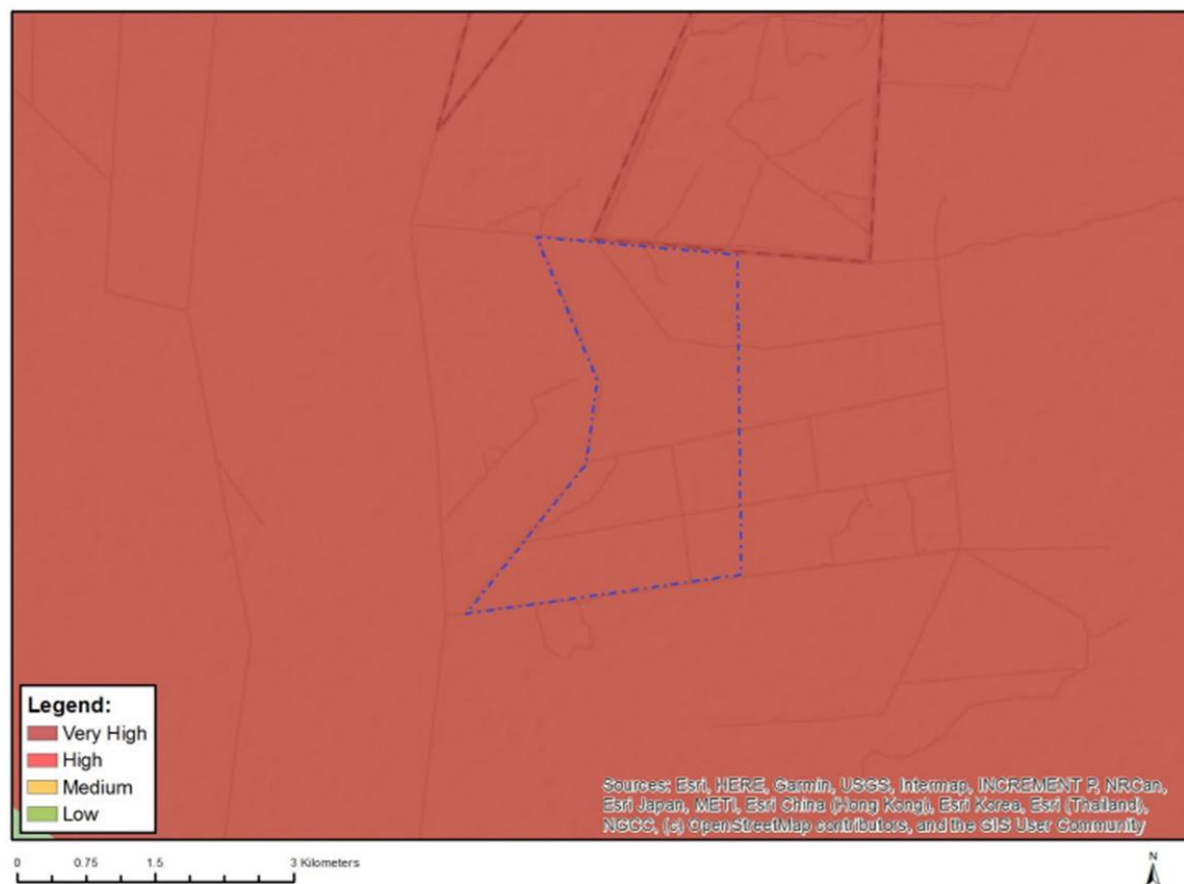 Legend:
Very High
High
Medium
Low
Sources: Esri, HERE, Garmin, USGS, Intermap, INCREMENT P, NRCan,
Esri Japan, METI, Esri China (Hong Kong), Esri Korea, Esri (Thailand),
NGCC, (c) OpenStreetMap contributors, and the GIS User Community
0 0.75 1.5 3 Kilometers
N